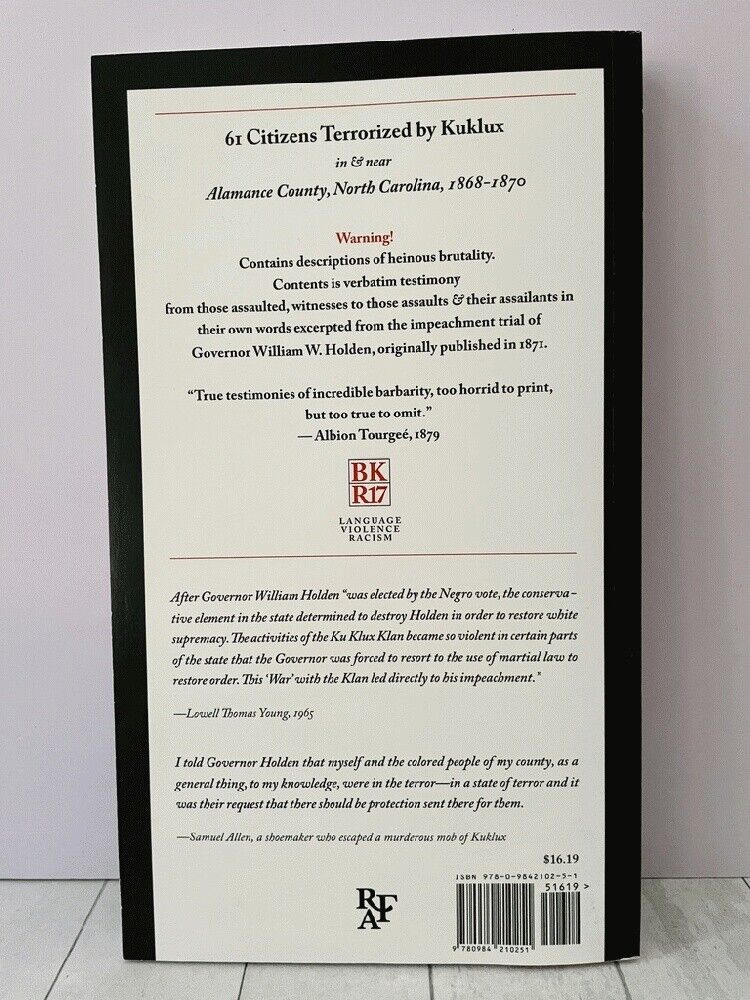 61 Citizens Terrorized by Kuklux
in & near
Alamance County, North Carolina, 1868–1870
Warning!
Contains descriptions of heinous brutality.
Contents is verbatim testimony
from those assaulted, witnesses to those assaults & their assailants in
their own words excerpted from the impeachment trial of
Governor William W. Holden, originally published in 1871.
“True testimonies of incredible barbarity, too horrid to print,
but too true to omit.”
— Albion Tourgeé, 1879
BK
R17
LANGUAGE
VIOLENCE
RACISM
After Governor William Holden “was elected by the Negro vote, the conserva-
tive element in the state determined to destroy Holden in order to restore white
supremacy. The activities of the Ku Klux Klan became so violent in certain parts
of the state that the Governor was forced to resort to the use of martial law to
restore order. This ‘War’ with the Klan led directly to his impeachment.”
—Lowell Thomas Young, 1965
I told Governor Holden that myself and the colored people of my county, as a
general thing, to my knowledge, were in the terror—in a state of terror and it
was their request that there should be protection sent there for them.
—Samuel Allen, a shoemaker who escaped a murderous mob of Kuklux
$16.19
ISBN 978-0-9842102-5-1
51619 >
9 780984 210251
RAF